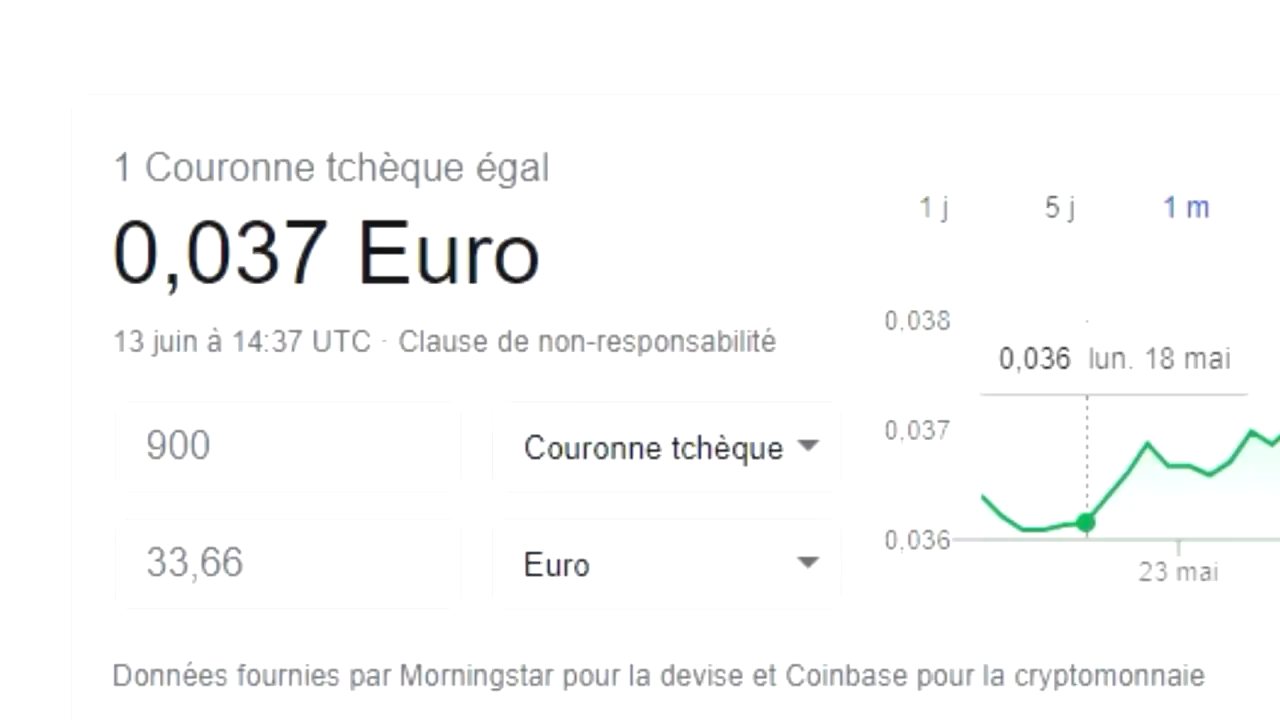 1 Couronne tchèque égal
0,037 Euro
13 juin à 14:37 UTC · Clause de non-responsabilité
900
Couronne tchèque
33,66
Euro
1 j 5 j 1 m
0,038
0,036 lun. 18 mai
0,037
0,036
23 mai
Données fournies par Morningstar pour la devise et Coinbase pour la cryptomonnaie